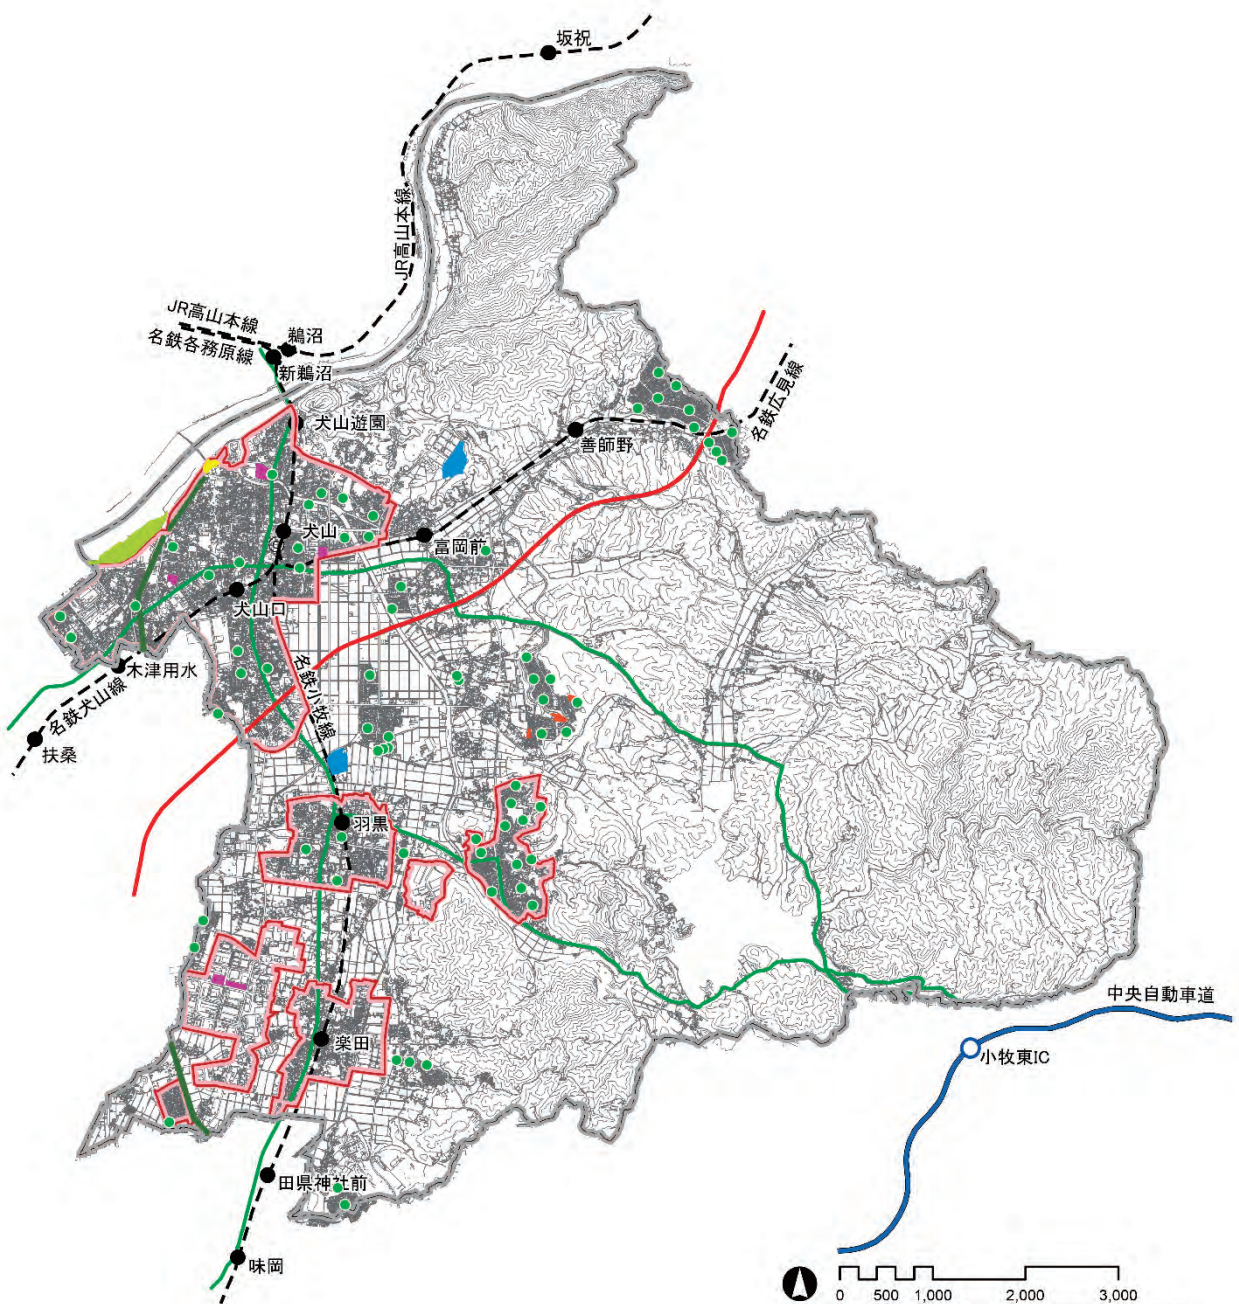 坂祝
JR高山本線
JR高山本線
名鉄各務原線
鵜沼
新鵜沼
犬山遊園
名鉄広見線
善師野
犬山
富岡前
犬山口
木津用水
名鉄犬山線
名鉄小牧線
扶桑
羽黒
中央自動車道
小牧東IC
楽田
田県神社前
味岡
0 500 1,000 2,000 3,000